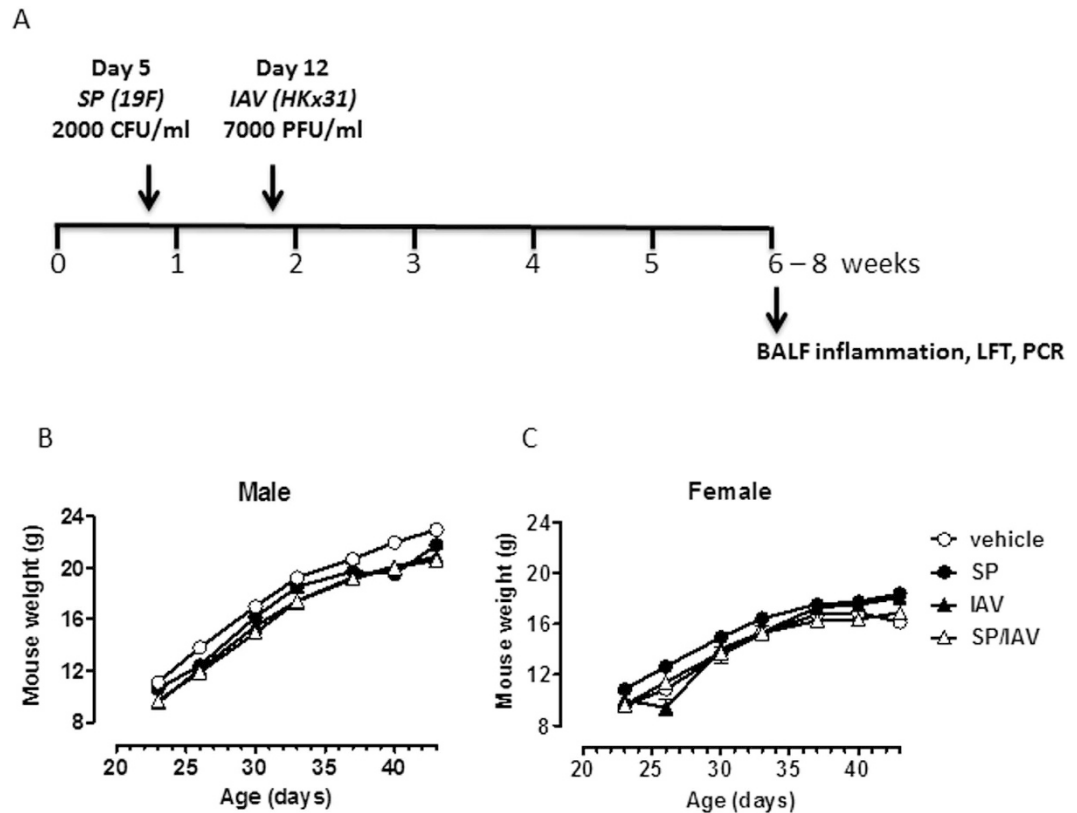 A
Day 5
SP (19F)
2000 CFU/ml
Day 12
IAV (HKx31)
7000 PFU/ml
0 1 2 3 4 5 6 – 8 weeks
BALF inflammation, LFT, PCR
B
Male
Mouse weight (g)
24
20
16
12
8
20 25 30 35 40
Age (days)
C
Female
Mouse weight (g)
24
20
16
12
8
20 25 30 35 40
Age (days)
vehicle
SP
IAV
SP/IAV